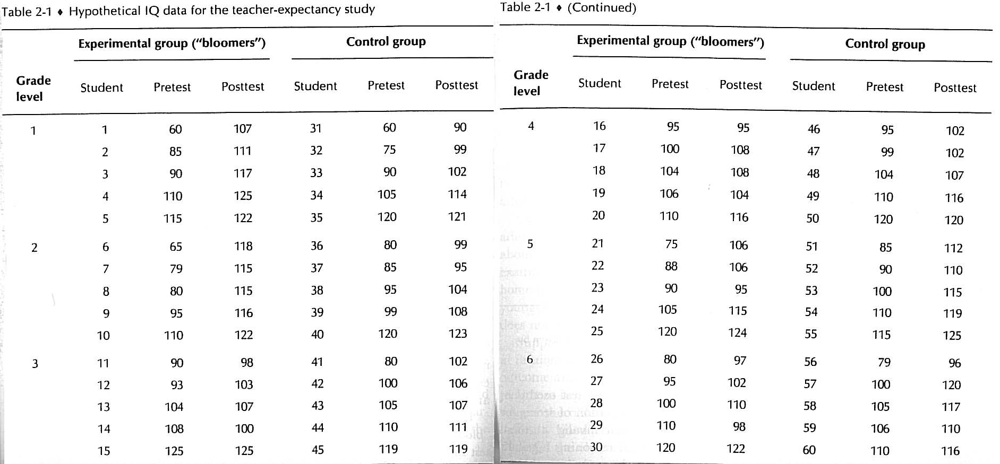 Table 2-1 ♦ Hypothetical IQ data for the teacher-expectancy study
Experimental group ("bloomers") Control group
Grade level Student Pretest Posttest Student Pretest Posttest
1 1 60 107 31 60 90
2 85 111 32 75 99
3 90 117 33 90 102
4 110 125 34 105 114
5 115 122 35 120 121
2 6 65 118 36 80 99
7 79 115 37 85 95
8 80 115 38 95 104
9 95 116 39 99 108
10 110 122 40 120 123
3 11 90 98 41 80 102
12 93 103 42 100 106
13 104 107 43 105 107
14 108 100 44 110 111
15 125 125 45 119 119
Table 2-1 ♦ (Continued)
Experimental group ("bloomers") Control group
Grade level Student Pretest Posttest Student Pretest Posttest
4 16 95 95 46 95 102
17 100 108 47 99 102
18 104 108 48 104 107
19 106 104 49 110 116
20 110 116 50 120 120
5 21 75 106 51 85 112
22 88 106 52 90 110
23 90 95 53 100 115
24 105 115 54 110 119
25 120 124 55 115 125
6 26 80 97 56 79 96
27 95 102 57 100 120
28 100 110 58 105 117
29 110 98 59 106 110
30 120 122 60 110 116